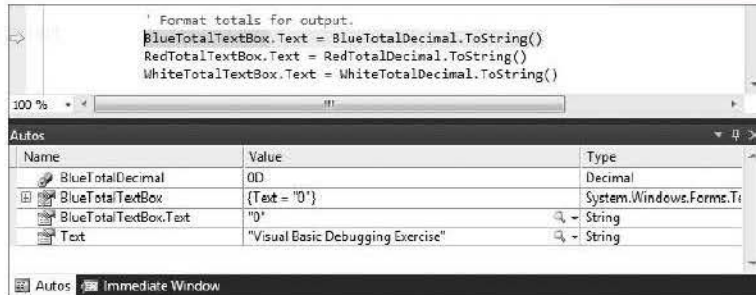 ' Format totals for output.
BlueTotalTextBox.Text = BlueTotalDecimal.ToString()
RedTotalTextBox.Text = RedTotalDecimal.ToString()
WhiteTotalTextBox.Text = WhiteTotalDecimal.ToString()
100 %
Autos
Name Value Type
BlueTotalDecimal 0D Decimal
BlueTotalTextBox {Text = "0"} System.Windows.Forms.Te
BlueTotalTextBox.Text "0" String
Text "Visual Basic Debugging Exercise" String
Autos Immediate Window